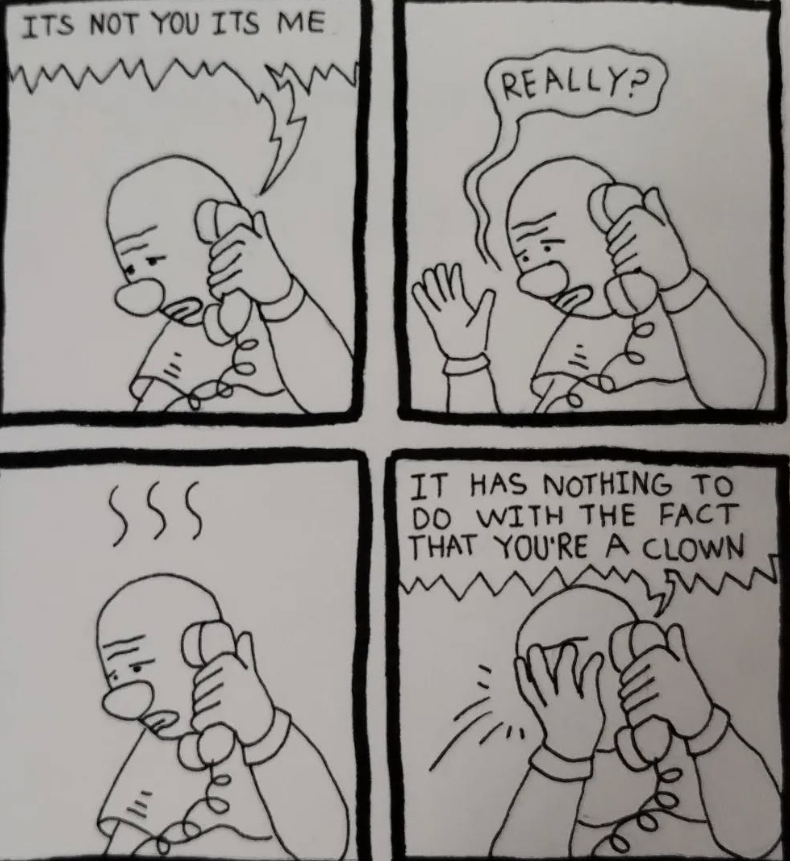 ITS NOT YOU ITS ME
REALLY?
IT HAS NOTHING TO
DO WITH THE FACT
THAT YOU'RE A CLOWN